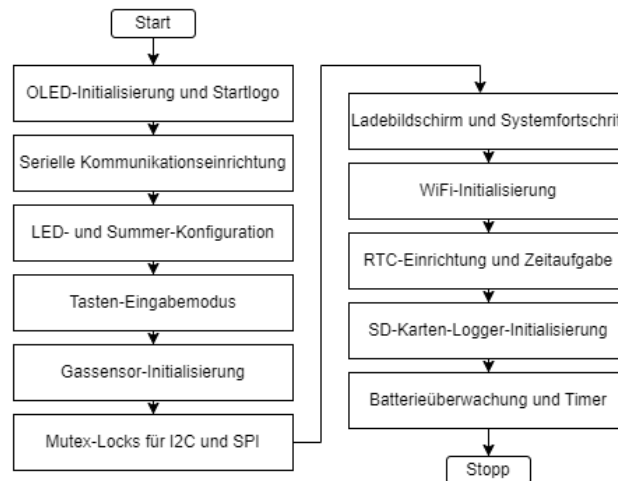 Start
OLED-Initialisierung und Startlogo
Serielle Kommunikationseinrichtung
LED- und Summer-Konfiguration
Tasten-Eingabemodus
Gassensor-Initialisierung
Mutex-Locks für I2C und SPI
Ladebildschirm und Systemfortschrit
WiFi-Initialisierung
RTC-Einrichtung und Zeitaufgabe
SD-Karten-Logger-Initialisierung
Batterieüberwachung und Timer
Stopp